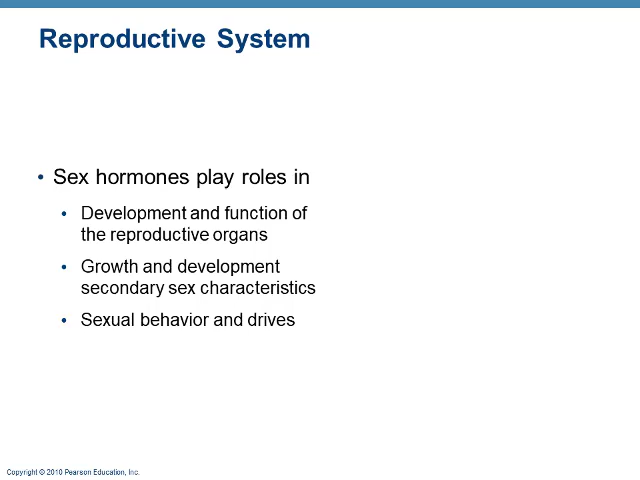 Reproductive System
• Sex hormones play roles in
• Development and function of
the reproductive organs
• Growth and development
secondary sex characteristics
• Sexual behavior and drives
Copyright © 2010 Pearson Education, Inc.